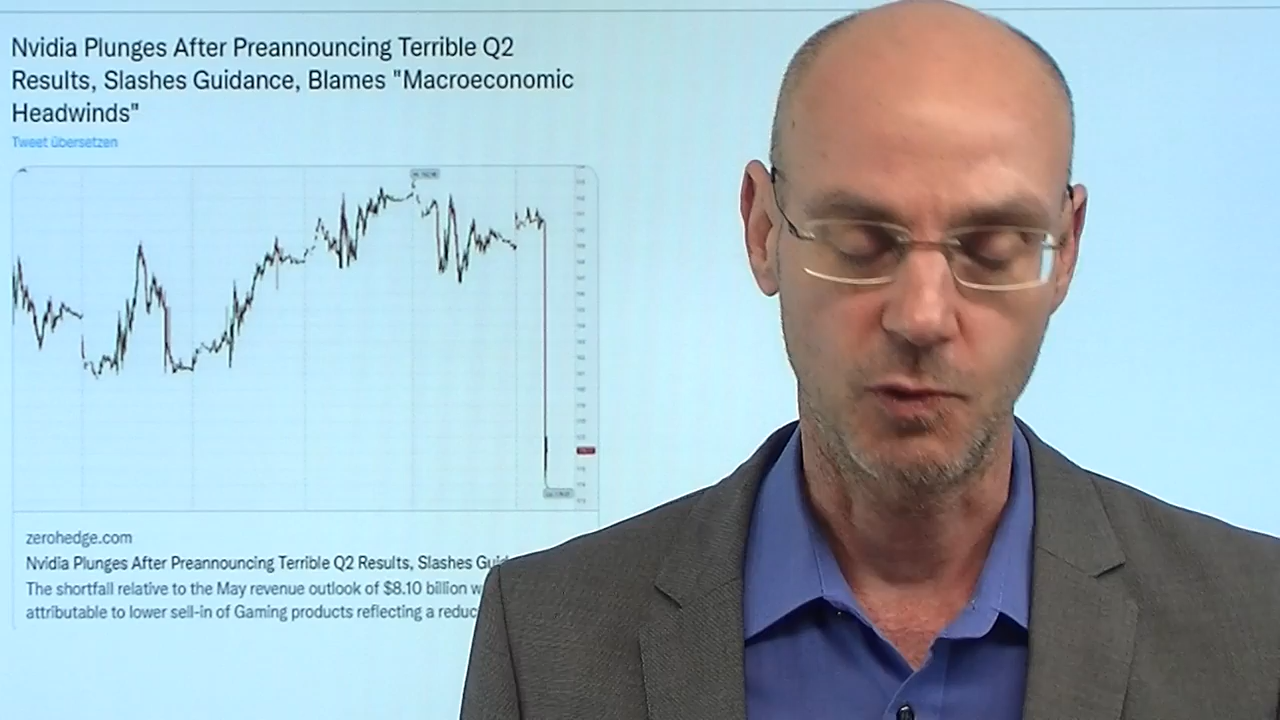 Nvidia Plunges After Preannouncing Terrible Q2
Results, Slashes Guidance, Blames "Macroeconomic
Headwinds"
Tweet übersetzen
zerohedge.com
Nvidia Plunges After Preannouncing Terrible Q2 Results, Slashes
The shortfall relative to the May revenue outlook of $8.10 billion
attributable to lower sell-in of Gaming products reflecting a